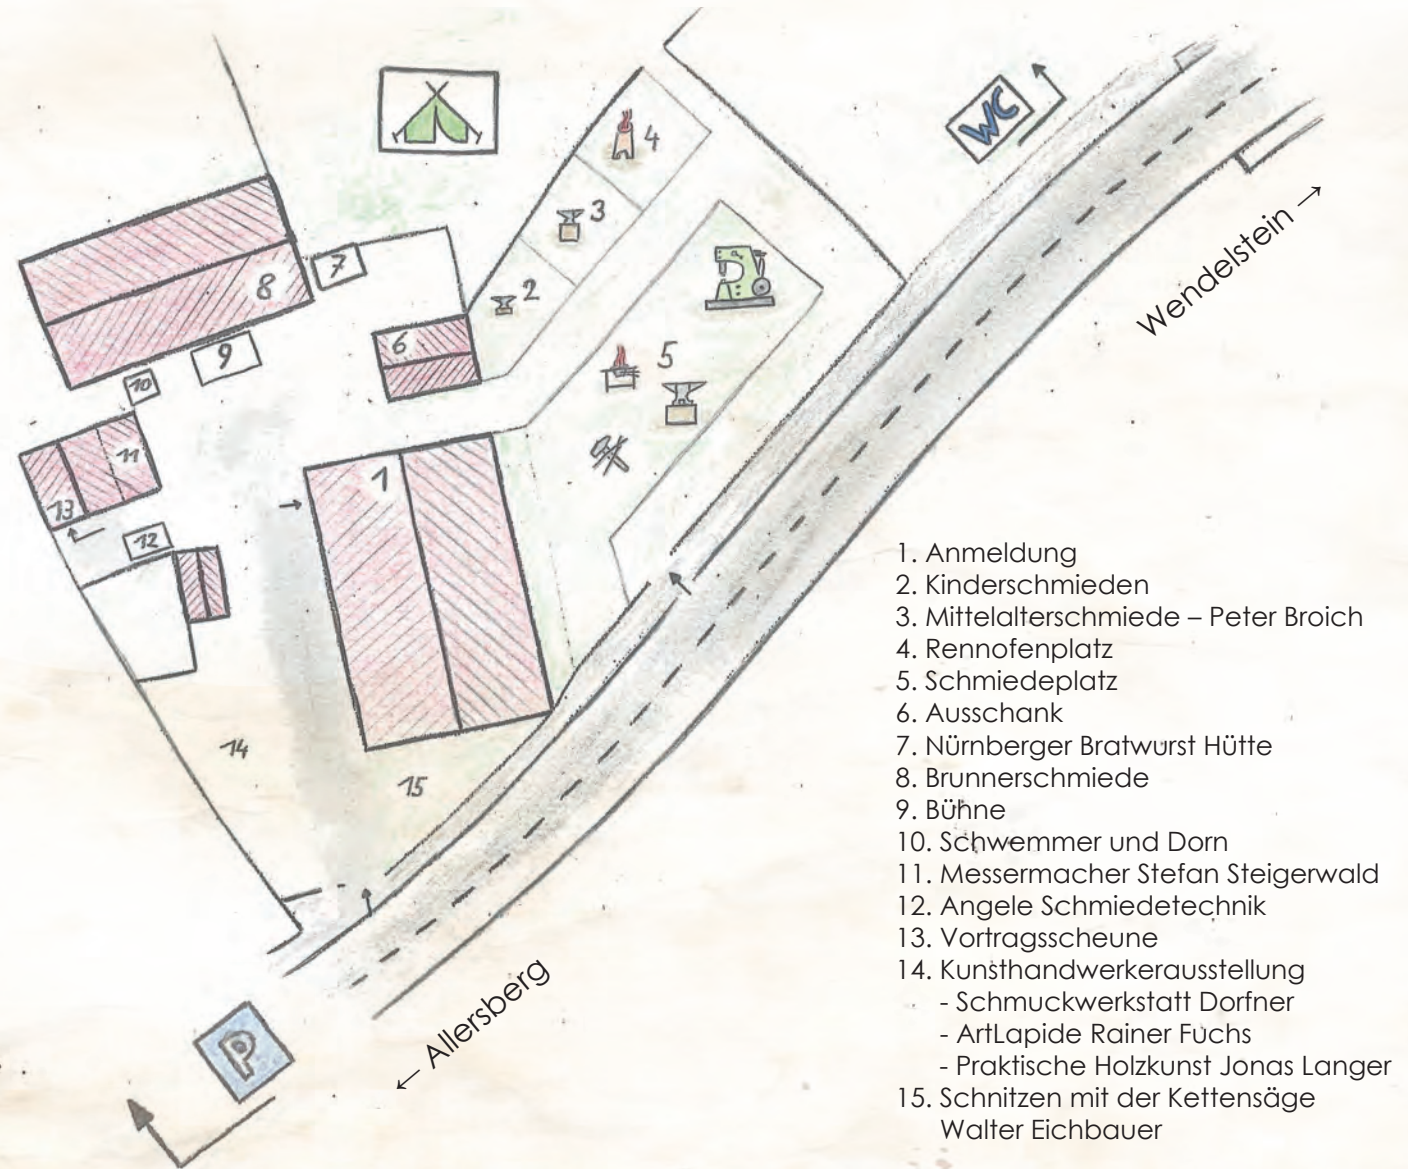 WC
4
3
7
2
8
Wendelstein →
6
5
9
10
11
1
13
12
14
15
1. Anmeldung
2. Kinderschmieden
3. Mittelalterschmiede – Peter Broich
4. Rennofenplatz
5. Schmiedeplatz
6. Ausschank
7. Nürnberger Bratwurst Hütte
8. Brunnerschmiede
9. Bühne
10. Schwemmer und Dorn
11. Messermacher Stefan Steigerwald
12. Angele Schmiedetechnik
13. Vortragsscheune
14. Kunsthandwerkerausstellung
- Schmuckwerkstatt Dorfner
- ArtLapide Rainer Fuchs
- Praktische Holzkunst Jonas Langer
15. Schnitzen mit der Kettensäge
Walter Eichbauer
← Allersberg
P